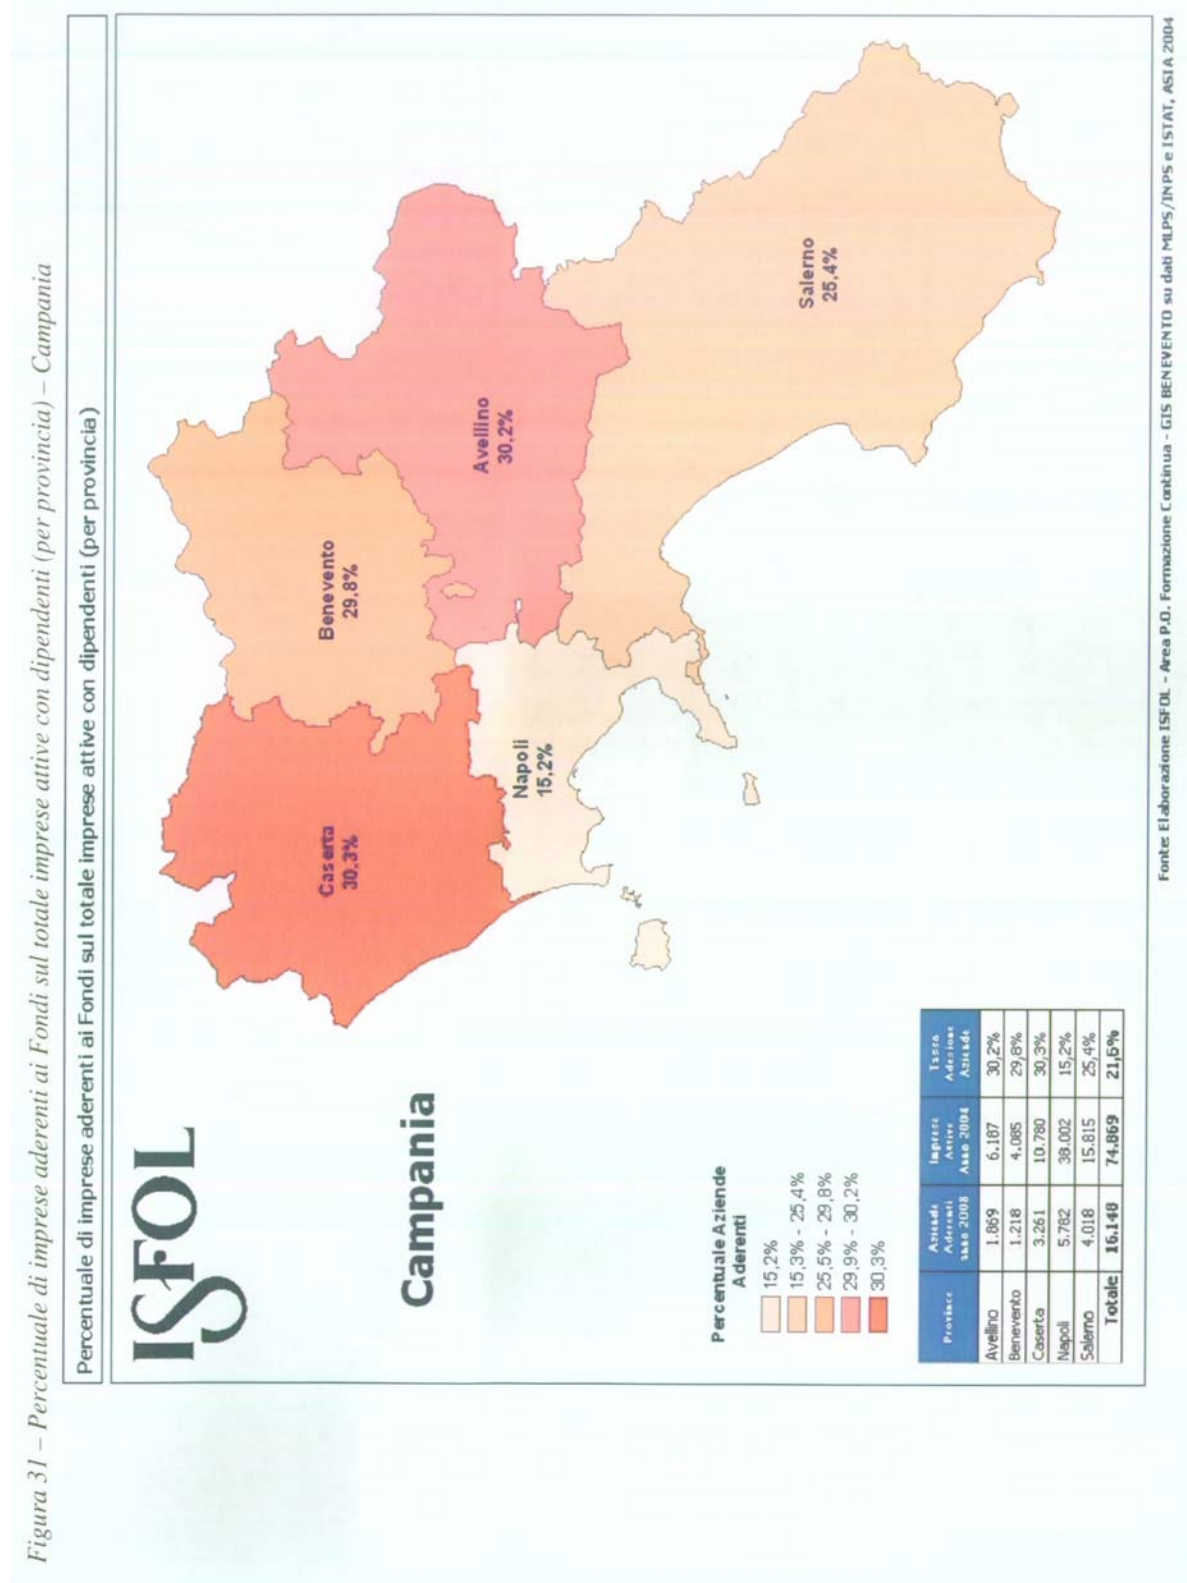 Figura 31 – Percentuale di imprese aderenti ai Fondi sul totale imprese attive con dipendenti (per provincia) – Campania
Percentuale di imprese aderenti ai Fondi sul totale imprese attive con dipendenti (per provincia)
ISFOL
Campania
Caserta
30,3%
Benevento
29,8%
Avellino
30,2%
Napoli
15,2%
Salerno
25,4%
Percentuale Aziende
Aderenti
15,2%
15,3% - 25,4%
25,5% - 29,8%
29,9% - 30,2%
30,3%
Province Aziende Aderenti anno 2008 Imprese Attive Anno 2004 Tasso Adesione Aziende
Avellino 1.869 6.187 30,2%
Benevento 1.218 4.085 29,8%
Caserta 3.261 10.780 30,3%
Napoli 5.782 38.002 15,2%
Salerno 4.018 15.815 25,4%
Totale 16.148 74.869 21,6%
Fonte: Elaborazione ISFOL - Area P.O. Formazione Continua - GIS BENEVENTO su dati MLPS/INPS e ISTAT, ASIA 2004